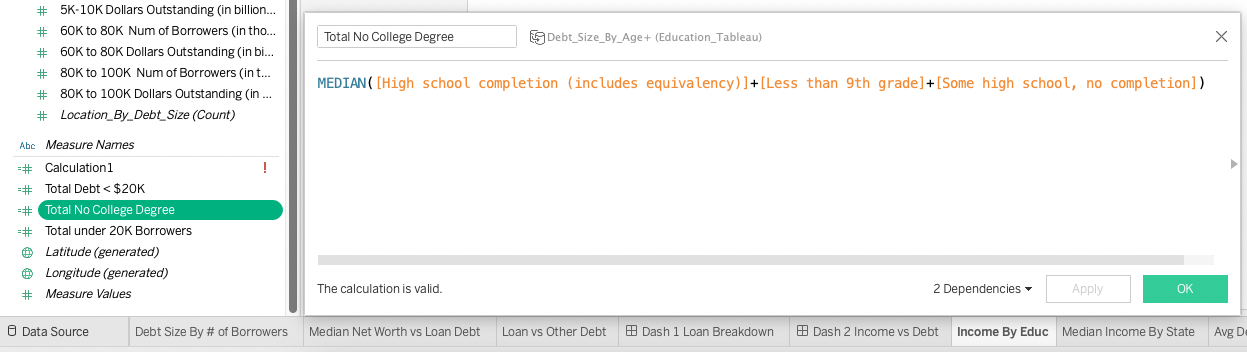 5K-10K Dollars Outstanding (in billion...
60K to 80K  Num of Borrowers (in tho...
60K to 80K Dollars Outstanding (in bi...
80K to 100K  Num of Borrowers (in t...
80K to 100K Dollars Outstanding (in ...
Location_By_Debt_Size (Count)
Abc Measure Names
Calculation1 !
Total Debt < $20K
Total No College Degree
Total under 20K Borrowers
Latitude (generated)
Longitude (generated)
Measure Values
Total No College Degree Debt_Size_By_Age+ (Education_Tableau)
MEDIAN([High school completion (includes equivalency)]+[Less than 9th grade]+[Some high school, no completion])
The calculation is valid. 2 Dependencies Apply OK
Data Source Debt Size By # of Borrowers Median Net Worth vs Loan Debt Loan vs Other Debt Dash 1 Loan Breakdown Dash 2 Income vs Debt Income By Educ Median Income By State Avg De